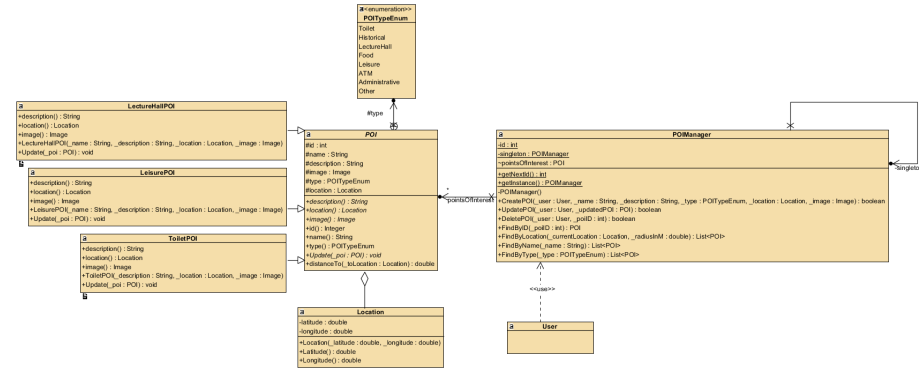 <<enumeration>>
POITypeEnum
Toilet
Historical
LectureHall
Food
Leisure
ATM
Administrative
Other
#type
LectureHallPOI
+description() : String
+location() : Location
+image() : Image
+LectureHallPOI(_name : String, _description : String, _location : Location, _image : Image)
+Update(_poi : POI) : void
LeisurePOI
+description() : String
+location() : Location
+image() : Image
+LeisurePOI(_name : String, _description : String, _location : Location, _image : Image)
+Update(_poi : POI) : void
ToiletPOI
+description() : String
+location() : Location
+image() : Image
+ToiletPOI(_description : String, _location : Location, _image : Image)
+Update(_poi : POI) : void
POI
#id : int
#name : String
#description : String
#image : Image
#type : POITypeEnum
#location : Location
+description() : String
+location() : Location
+image() : Image
+id() : Integer
+name() : String
+type() : POITypeEnum
+Update(_poi : POI) : void
+distanceTo(_toLocation : Location) : double
*
~pointsOfInterest
Location
-latitude : double
-longitude : double
+Location(_latitude : double, _longitude : double)
+Latitude() : double
+Longitude() : double
POIManager
-id : int
-singleton : POIManager
~pointsOfInterest : POI
+getNextId() : int
+getInstance() : POIManager
-POIManager()
+CreatePOI(_user : User, _name : String, _description : String, _type : POITypeEnum, _location : Location, _image : Image) : boolean
+UpdatePOI(_user : User, _updatedPOI : POI) : boolean
+DeletePOI(_user : User, _poiID : int) : boolean
+FindByID(_poiID : int) : POI
+FindByLocation(_currentLocation : Location, _radiusInM : double) : List<POI>
+FindByName(_name : String) : List<POI>
+FindByType(_type : POITypeEnum) : List<POI>
-singleto
<<use>>
User